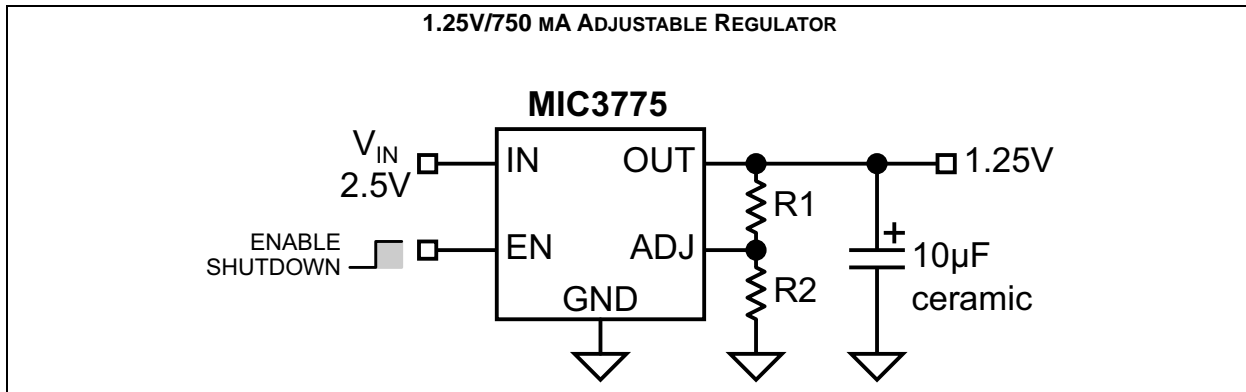 1.25V/750 MA ADJUSTABLE REGULATOR
MIC3775
VIN
2.5V
IN
OUT
1.25V
R1
ENABLE
SHUTDOWN
EN
ADJ
+
10µF
ceramic
R2
GND